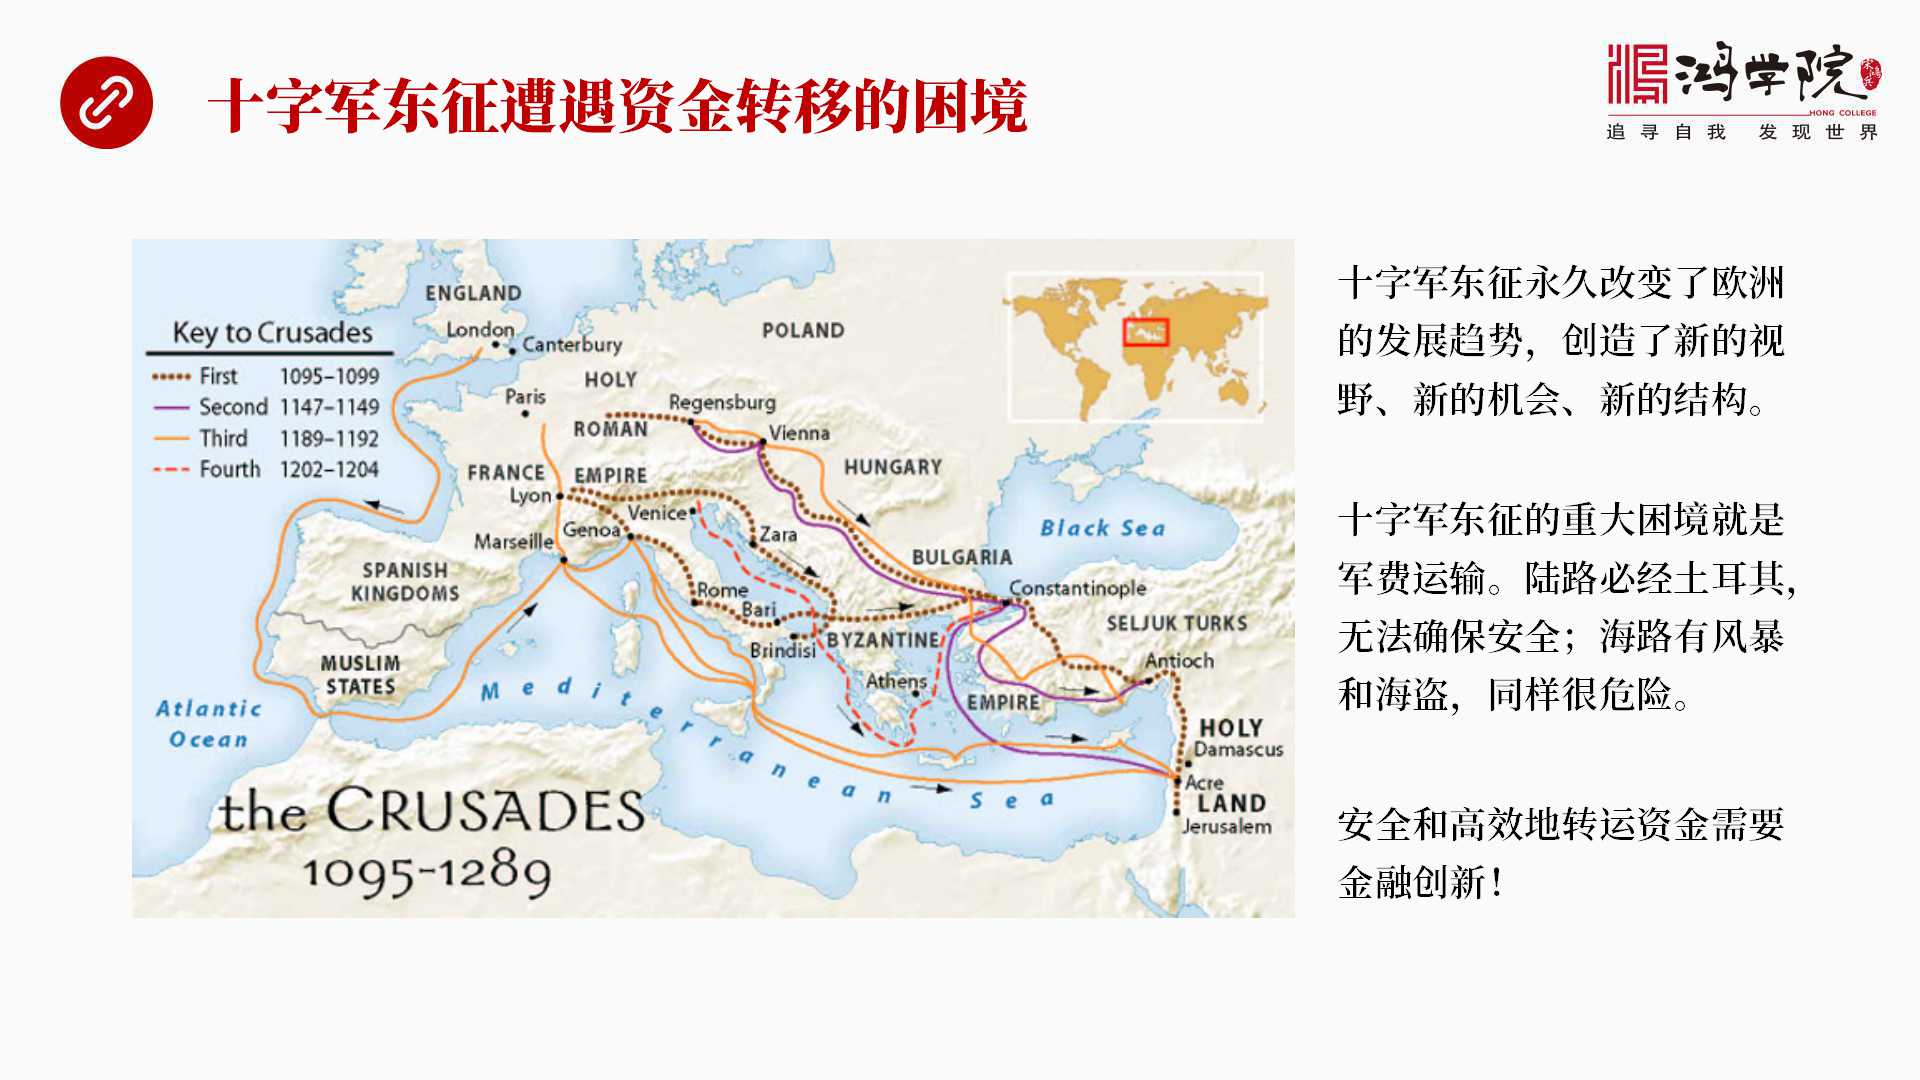 十字军东征遭遇资金转移的困境
鸿学院
宋鸿兵
HONG COLLEGE
追寻自我 发现世界
Key to Crusades
First 1095–1099
Second 1147–1149
Third 1189–1192
Fourth 1202–1204
ENGLAND
London
Canterbury
POLAND
HOLY
Paris
Regensburg
ROMAN
Vienna
FRANCE
EMPIRE
HUNGARY
Lyon
Venice
Genoa
Zara
Black Sea
Marseille
BULGARIA
SPANISH
KINGDOMS
Rome
Constantinople
Bari
SELJUK TURKS
BYZANTINE
Brindisi
MUSLIM
STATES
Antioch
Athens
EMPIRE
Mediterranean Sea
Atlantic
Ocean
HOLY
Damascus
Acre
LAND
Jerusalem
the CRUSADES
1095-1289
十字军东征永久改变了欧洲
的发展趋势，创造了新的视
野、新的机会、新的结构。
十字军东征的重大困境就是
军费运输。陆路必经土耳其，
无法确保安全；海路有风暴
和海盗，同样很危险。
安全和高效地转运资金需要
金融创新！